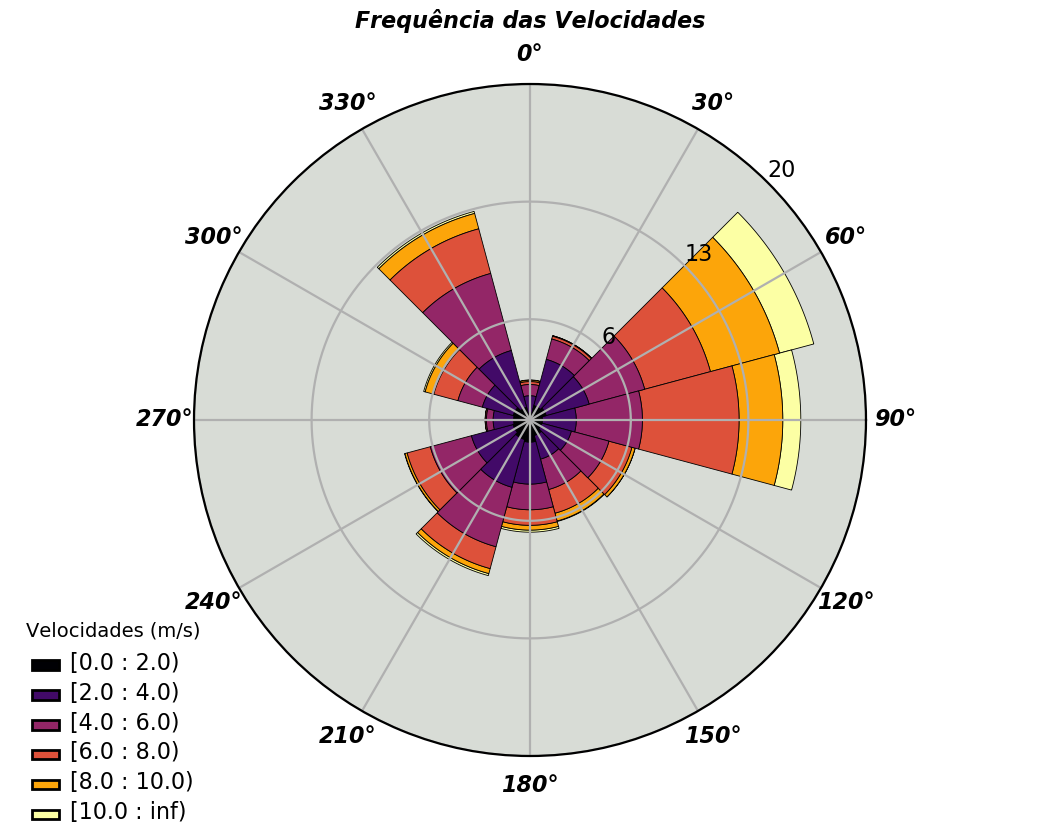 Frequência das Velocidades
0°
330°
30°
20
300°
60°
13
6
270°
90°
240°
120°
210°
150°
180°
Velocidades (m/s)
[0.0 : 2.0)
[2.0 : 4.0)
[4.0 : 6.0)
[6.0 : 8.0)
[8.0 : 10.0)
[10.0 : inf)